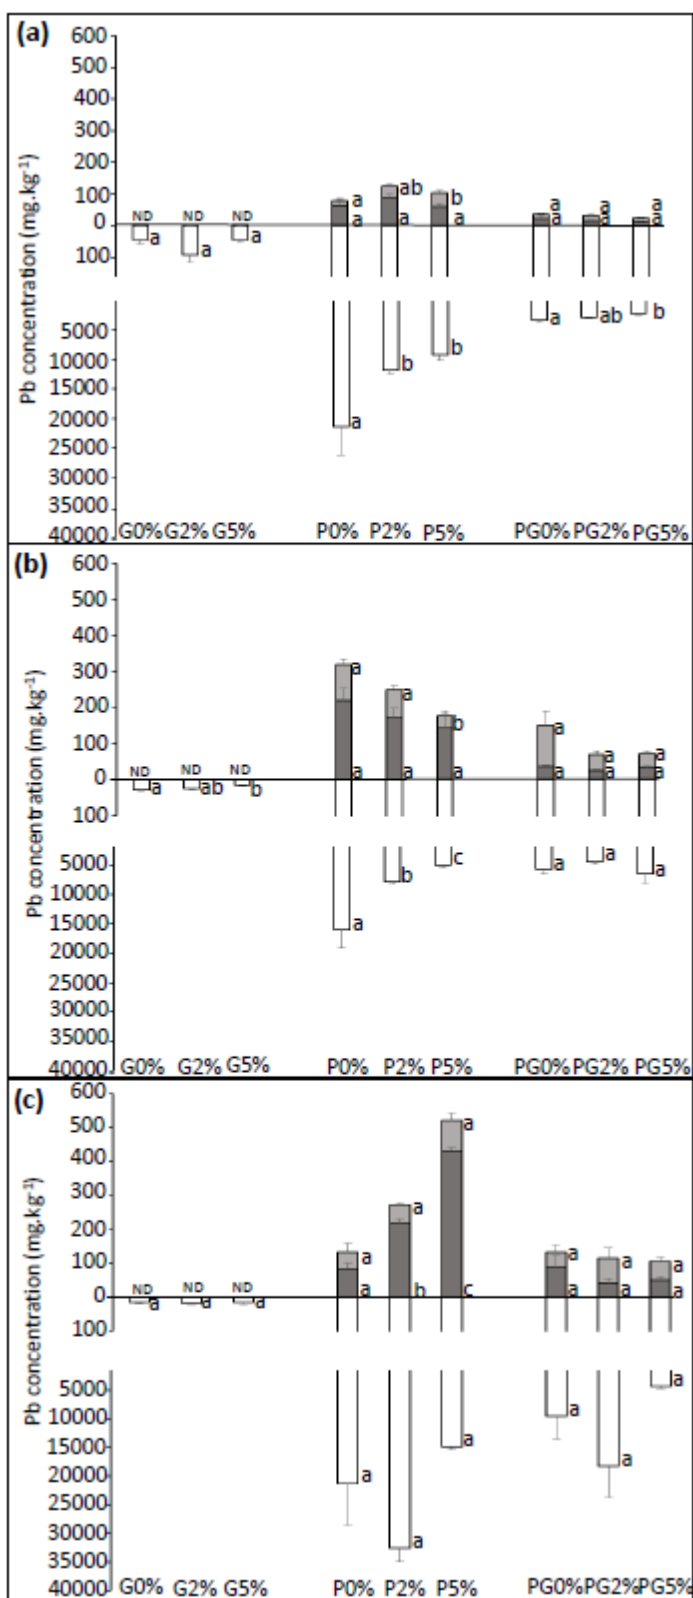 (a)
Pb concentration (mg.kg⁻¹)
600
500
400
300
200
100
0
100
5000
10000
15000
20000
25000
30000
35000
40000
ND ND ND
a a a
a ab b
a a a
a a a
a a a
a b b
a ab b
G0% G2% G5% P0% P2% P5% PG0% PG2% PG5%
(b)
Pb concentration (mg.kg⁻¹)
600
500
400
300
200
100
0
100
5000
10000
15000
20000
25000
30000
35000
40000
ND ND ND
a ab b
a a b
a a a
a a a
a a a
a b c
a a a
G0% G2% G5% P0% P2% P5% PG0% PG2% PG5%
(c)
Pb concentration (mg.kg⁻¹)
600
500
400
300
200
100
0
100
5000
10000
15000
20000
25000
30000
35000
40000
ND ND ND
a a a
a a a
a b c
a a a
a a a
a a a
a a a
G0% G2% G5% P0% P2% P5% PG0% PG2% PG5%